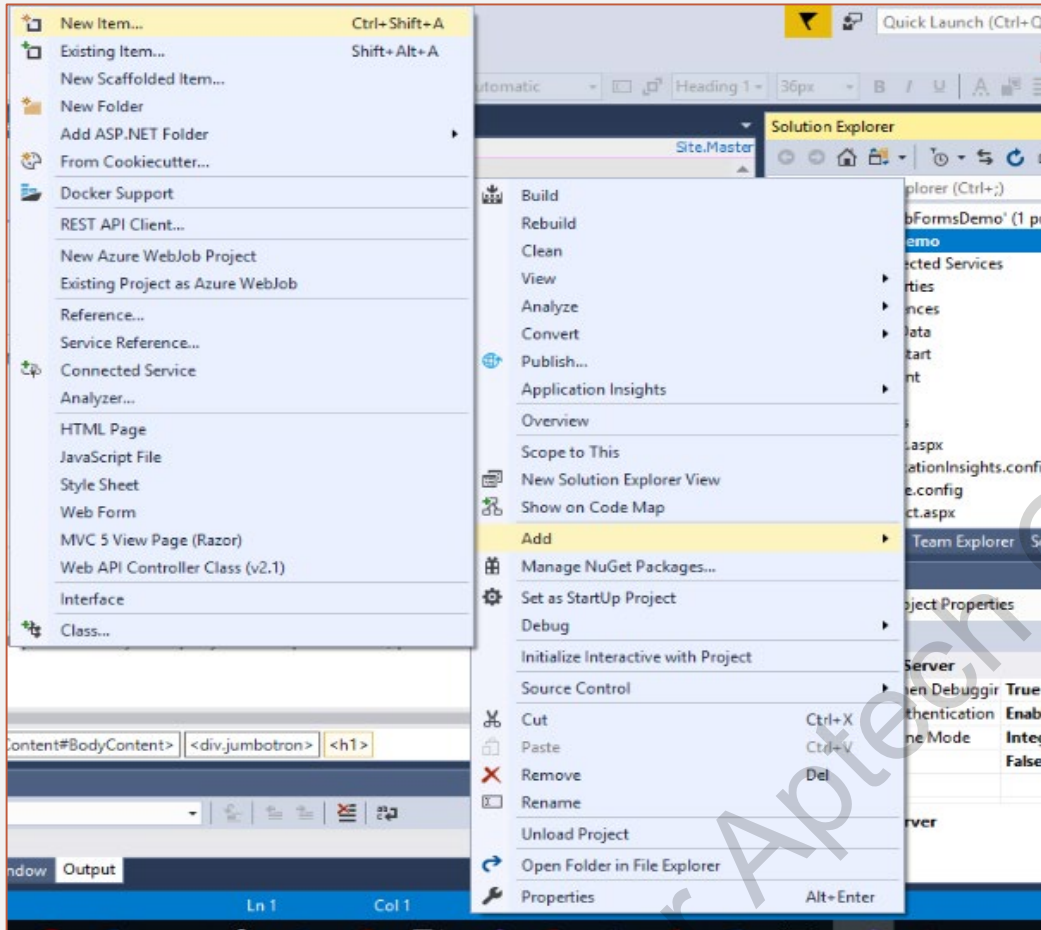 New Item... Ctrl+Shift+A
Existing Item... Shift+Alt+A
New Scaffolded Item...
New Folder
Add ASP.NET Folder
From Cookiecutter...
Docker Support
REST API Client...
New Azure WebJob Project
Existing Project as Azure WebJob
Reference...
Service Reference...
Connected Service
Analyzer...
HTML Page
JavaScript File
Style Sheet
Web Form
MVC 5 View Page (Razor)
Web API Controller Class (v2.1)
Interface
Class...
Quick Launch (Ctrl+Q
utomatic Heading 1 36px B I U A
Site.Master
Solution Explorer
plorer (Ctrl+;)
bFormsDemo' (1 p
emo
ected Services
rties
ences
Data
tart
nt
s
.aspx
ationInsights.confi
e.config
ct.aspx
Team Explorer
Build
Rebuild
Clean
View
Analyze
Convert
Publish...
Application Insights
Overview
Scope to This
New Solution Explorer View
Show on Code Map
Add
Manage NuGet Packages...
Set as StartUp Project
Debug
Initialize Interactive with Project
Source Control
Cut Ctrl+X
Paste Ctrl+V
Remove Del
Rename
Unload Project
Open Folder in File Explorer
Properties Alt+Enter
oject Properties
Server
en Debuggir True
thentication Enab
ne Mode Integ
False
rver
Content#BodyContent> <div.jumbotron> <h1>
ndow Output
Ln 1 Col 1
r Aptech